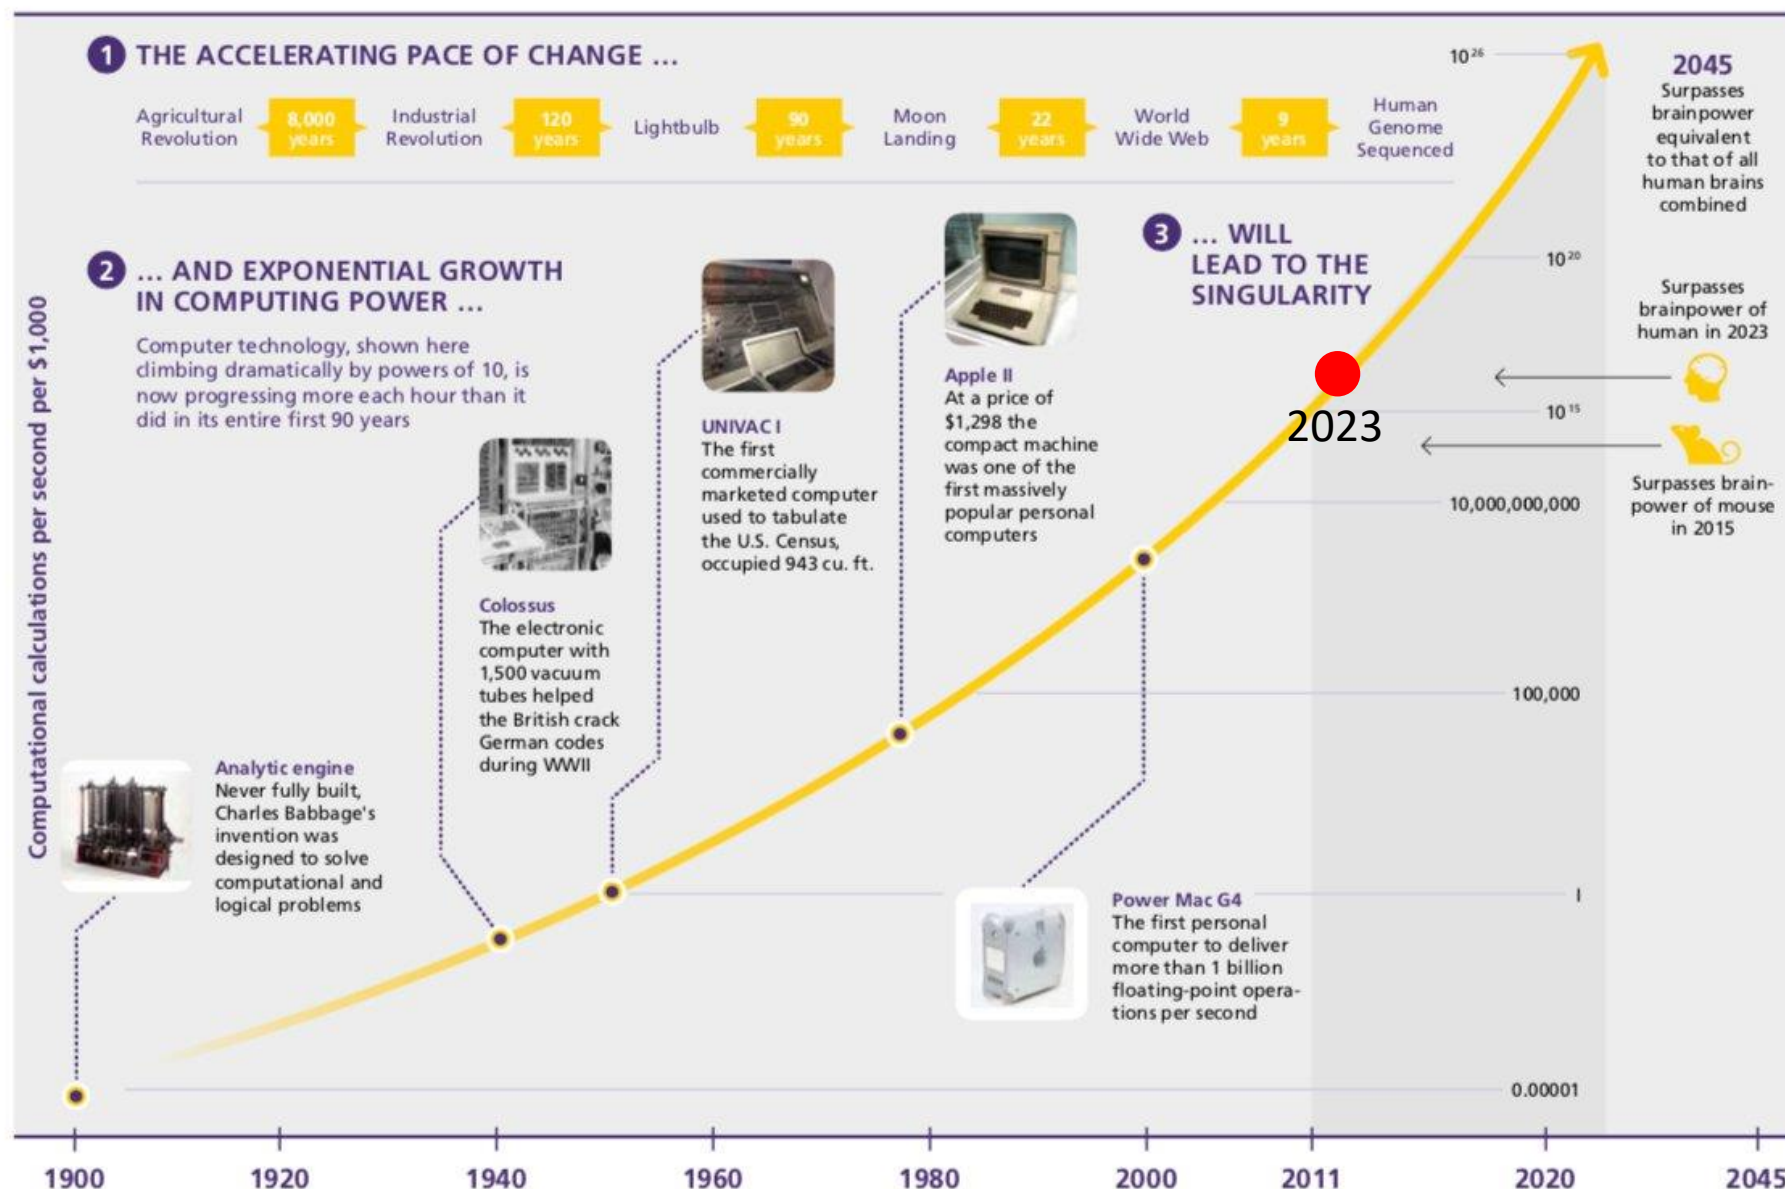 1 THE ACCELERATING PACE OF CHANGE ...
Agricultural
Revolution
8,000
years
Industrial
Revolution
120
years
Lightbulb
90
years
Moon
Landing
22
years
World
Wide Web
9
years
Human
Genome
Sequenced
2 ... AND EXPONENTIAL GROWTH
IN COMPUTING POWER ...
Computer technology, shown here
climbing dramatically by powers of 10, is
now progressing more each hour than it
did in its entire first 90 years
3 ... WILL
LEAD TO THE
SINGULARITY
Computational calculations per second per $1,000
Analytic engine
Never fully built,
Charles Babbage's
invention was
designed to solve
computational and
logical problems
Colossus
The electronic
computer with
1,500 vacuum
tubes helped
the British crack
German codes
during WWII
UNIVAC I
The first
commercially
marketed computer
used to tabulate
the U.S. Census,
occupied 943 cu. ft.
Apple II
At a price of
$1,298 the
compact machine
was one of the
first massively
popular personal
computers
Power Mac G4
The first personal
computer to deliver
more than 1 billion
floating-point opera-
tions per second
2023
10²⁶
10²⁰
10¹⁵
10,000,000,000
100,000
I
0.00001
2045
Surpasses
brainpower
equivalent
to that of all
human brains
combined
Surpasses
brainpower of
human in 2023
Surpasses brain-
power of mouse
in 2015
1900 1920 1940 1960 1980 2000 2011 2020 2045